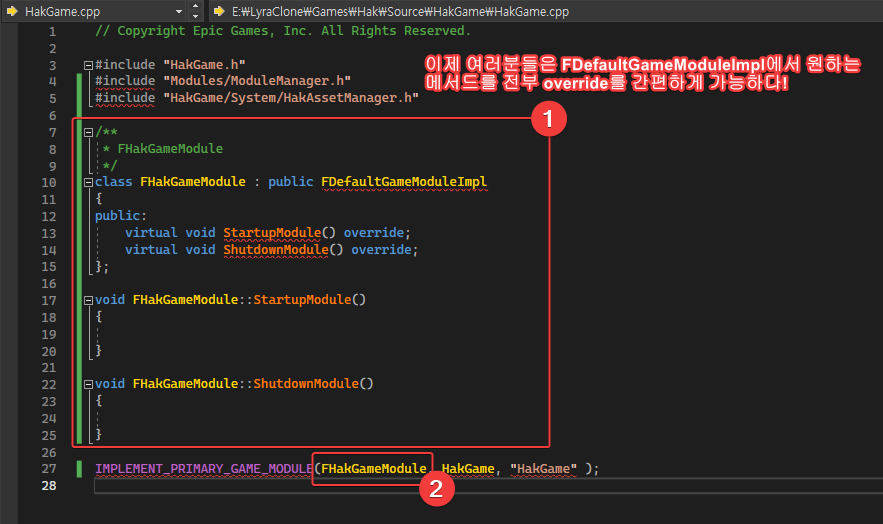 HakGame.cpp
E:₩LyraClone₩Games₩Hak₩Source₩HakGame₩HakGame.cpp
1 // Copyright Epic Games, Inc. All Rights Reserved.
2
3 #include "HakGame.h"
4 #include "Modules/ModuleManager.h"
5 #include "HakGame/System/HakAssetManager.h"
이제 여러분들은 FDefaultGameModuleImpl에서 원하는
메서드를 전부 override를 간편하게 가능하다!
6
1
7 /**
8 * FHakGameModule
9 */
10 class FHakGameModule : public FDefaultGameModuleImpl
11 {
12 public:
13 virtual void StartupModule() override;
14 virtual void ShutdownModule() override;
15 };
16
17 void FHakGameModule::StartupModule()
18 {
19
20 }
21
22 void FHakGameModule::ShutdownModule()
23 {
24
25 }
26
27 IMPLEMENT_PRIMARY_GAME_MODULE(FHakGameModule, HakGame, "HakGame" );
28
2